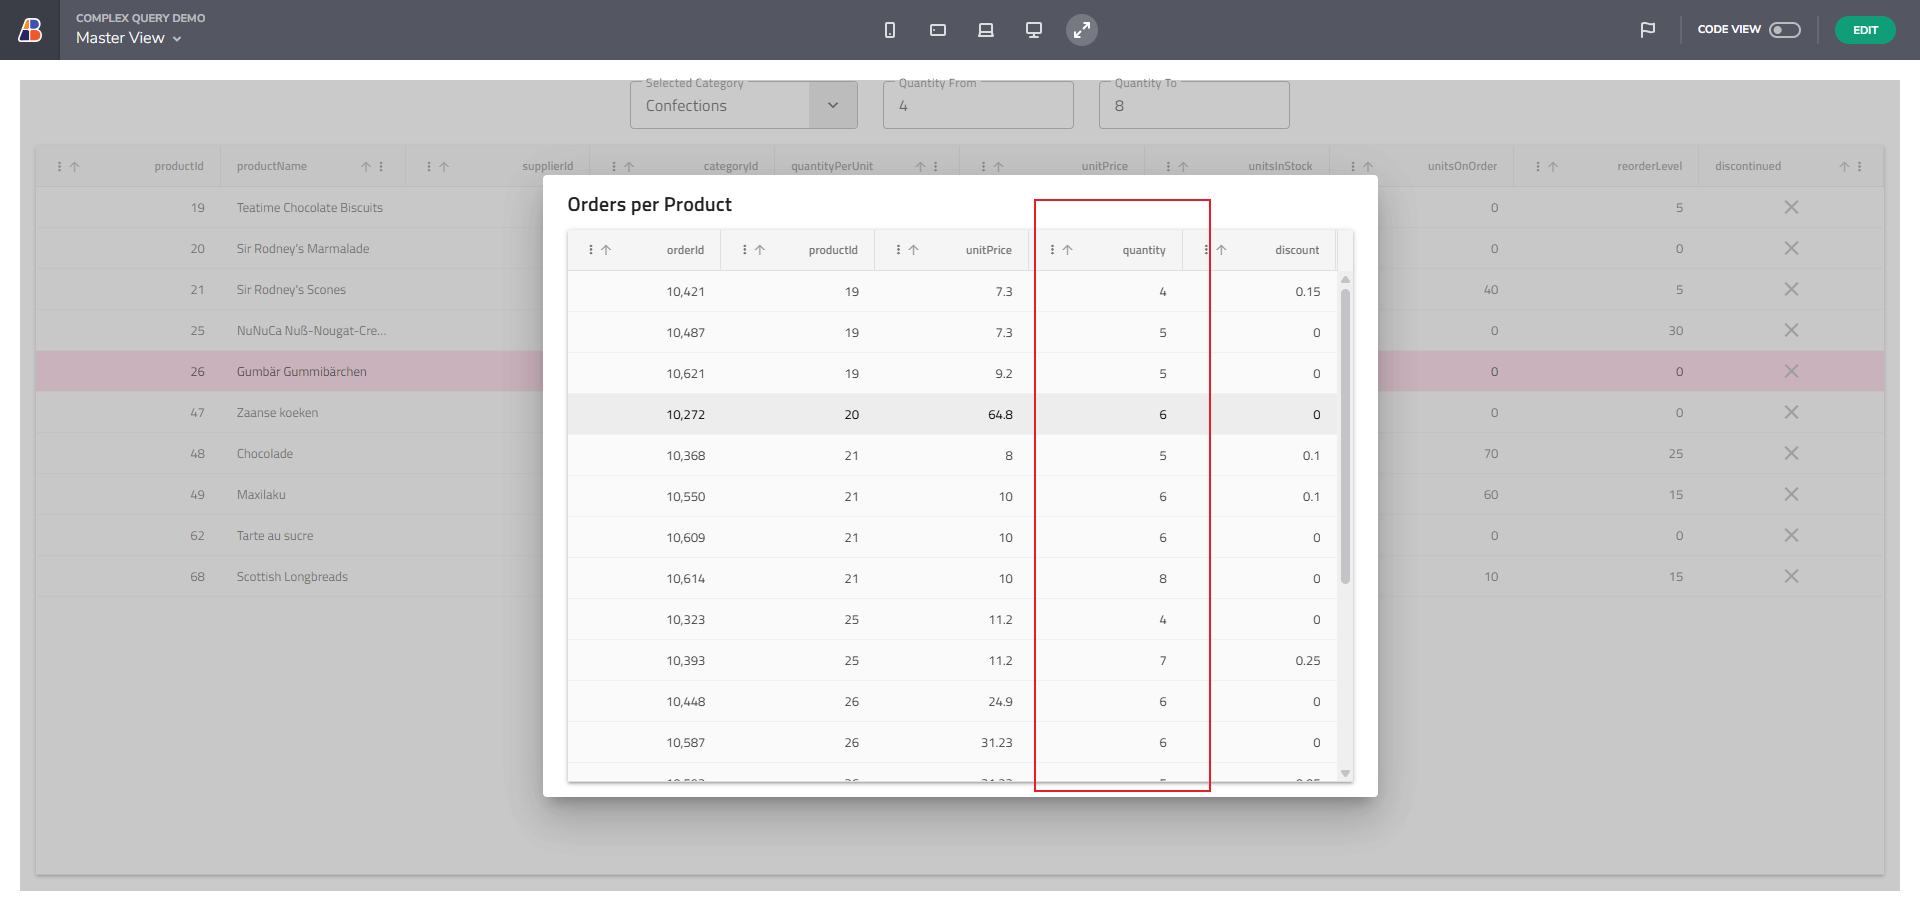 COMPLEX QUERY DEMO
Master View
CODE VIEW
EDIT
Selected Category Quantity From Quantity To
Confections 4 8
productId productName supplierId categoryId quantityPerUnit unitPrice unitsInStock unitsOnOrder reorderLevel discontinued
19 Teatime Chocolate Biscuits 0 5
20 Sir Rodney's Marmalade 0 0
21 Sir Rodney's Scones 40 5
25 NuNuCa Nuß-Nougat-Cre... 0 30
26 Gumbär Gummibärchen 0 0
47 Zaanse koeken 0 0
48 Chocolade 70 25
49 Maxilaku 60 15
62 Tarte au sucre 0 0
68 Scottish Longbreads 10 15
Orders per Product
orderId productId unitPrice quantity discount
10,421 19 7.3 4 0.15
10,487 19 7.3 5 0
10,621 19 9.2 5 0
10,272 20 64.8 6 0
10,368 21 8 5 0.1
10,550 21 10 6 0.1
10,609 21 10 6 0
10,614 21 10 8 0
10,323 25 11.2 4 0
10,393 25 11.2 7 0.25
10,448 26 24.9 6 0
10,587 26 31.23 6 0